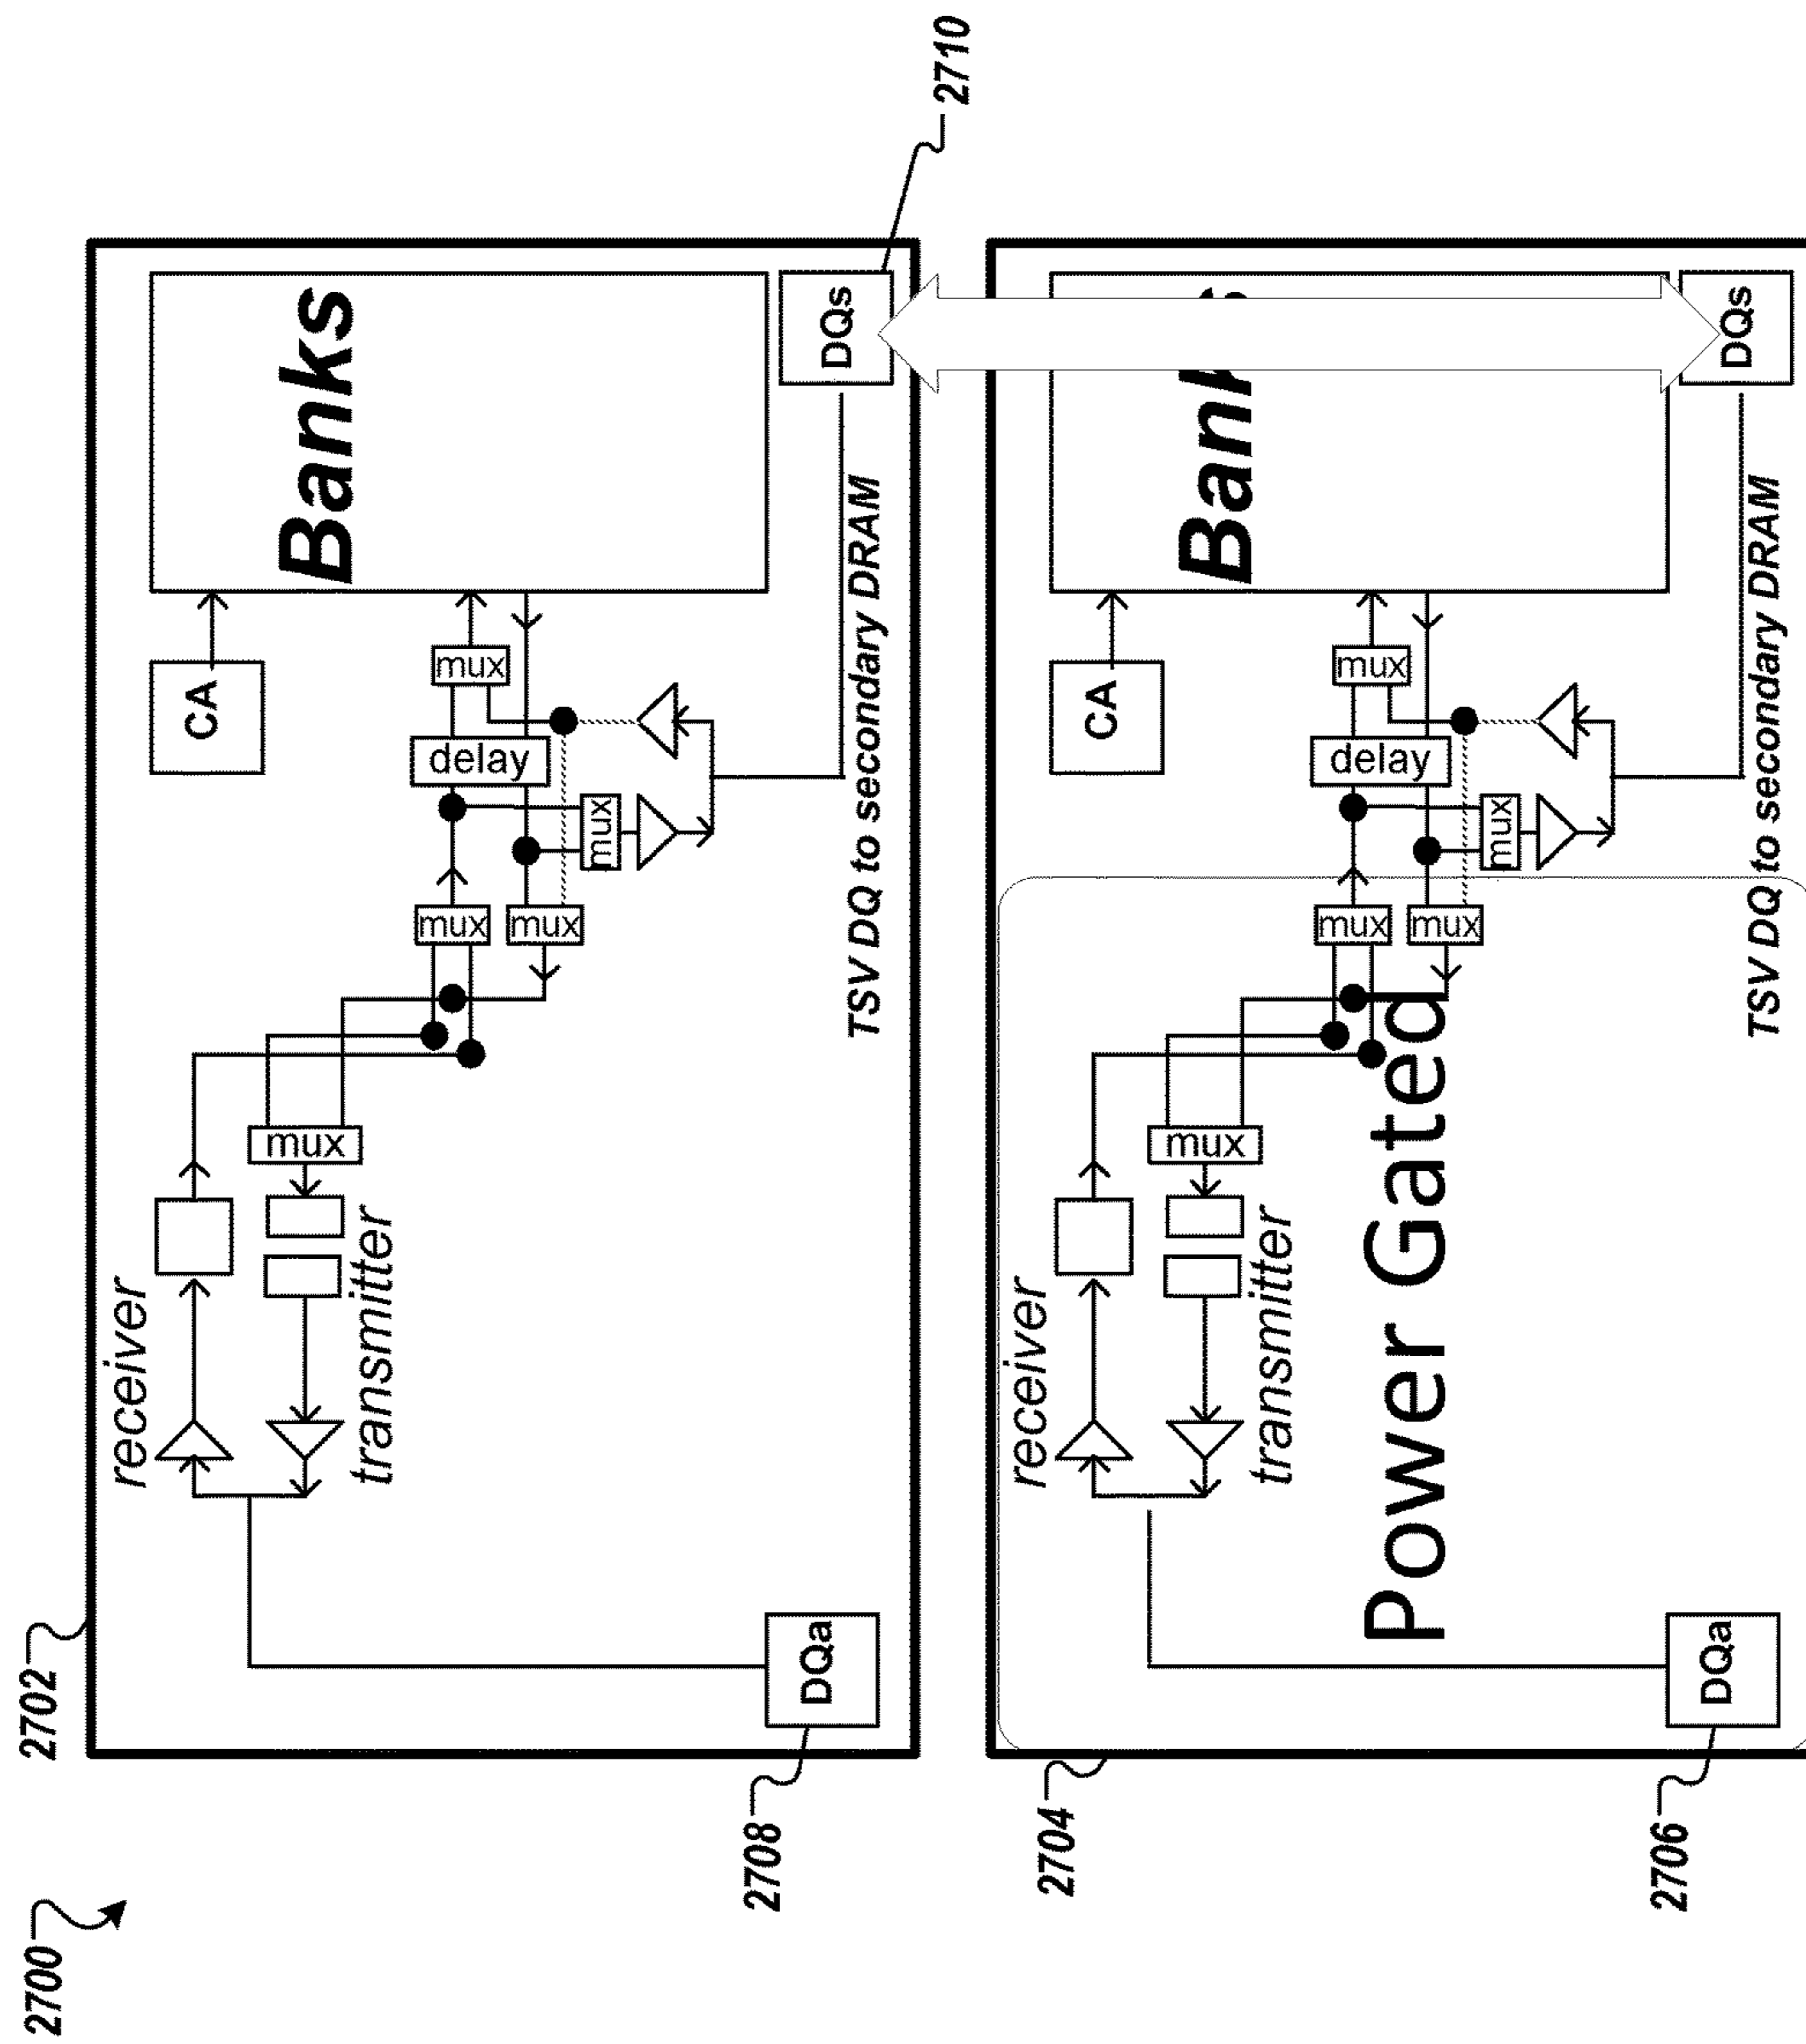 2700
2702
receiver
CA
mux
Banks
transmitter
mux
mux
delay
mux
mux
2708
DQa
DQs
TSV DQ to secondary DRAM
2710
2704
receiver
CA
mux
Banks
transmitter
mux
mux
delay
mux
mux
Power Gated
2706
DQa
DQs
TSV DQ to secondary DRAM